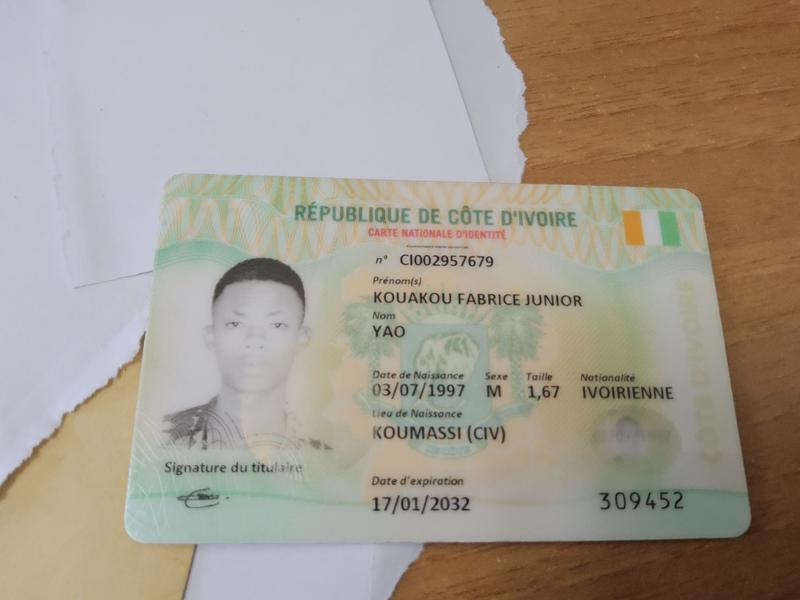 RÉPUBLIQUE DE CÔTE D'IVOIRE
CARTE NATIONALE D'IDENTITÉ
n° CI002957679
Prénom(s)
KOUAKOU FABRICE JUNIOR
Nom
YAO
Date de Naissance Sexe Taille Nationalité
03/07/1997 M 1,67 IVOIRIENNE
Lieu de Naissance
KOUMASSI (CIV)
Signature du titulaire
Date d'expiration
17/01/2032
309452